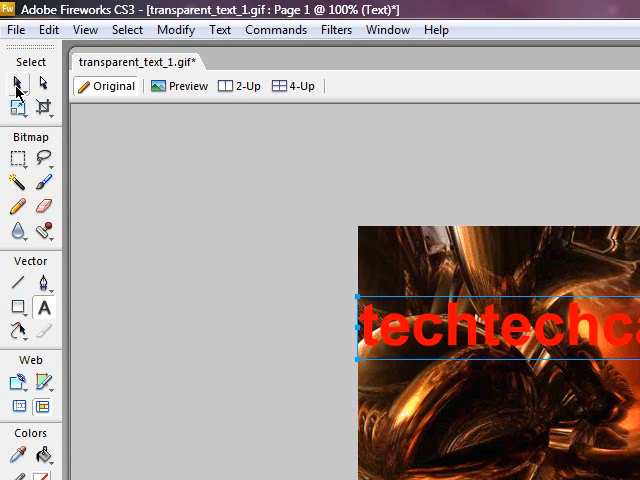 Fw Adobe Fireworks CS3 - [transparent_text_1.gif : Page 1 @ 100% (Text)*]
File Edit View Select Modify Text Commands Filters Window Help
Select
transparent_text_1.gif*
Original Preview 2-Up 4-Up
Bitmap
Vector
A
Web
Colors
techtechca